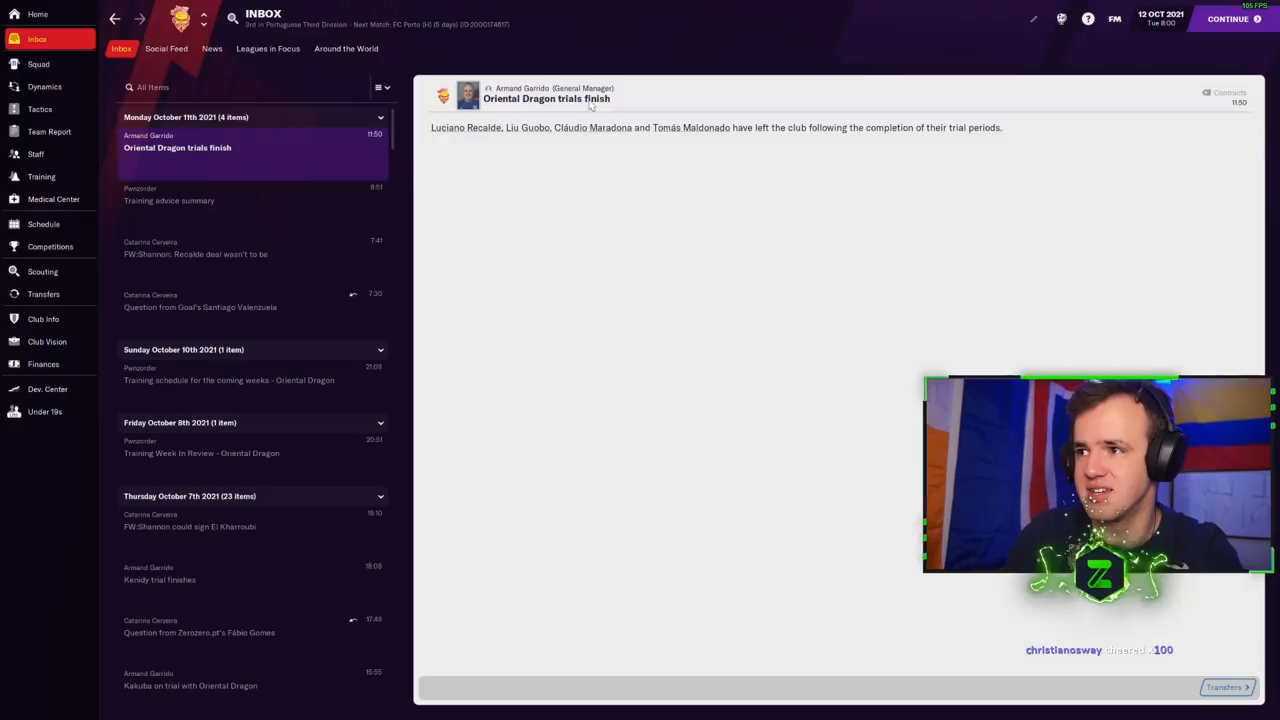 105 FPS
INBOX
3rd in Portuguese Third Division - Next Match: FC Porto (H) (5 days) (ID:2000174617)
FM
12 OCT 2021
Tue 8:00
CONTINUE
Home
Inbox
Squad
Dynamics
Tactics
Team Report
Staff
Training
Medical Center
Schedule
Competitions
Scouting
Transfers
Club Info
Club Vision
Finances
Dev. Center
Under 19s
Inbox
Social Feed
News
Leagues in Focus
Around the World
All Items
Monday October 11th 2021 (4 items)
Armand Garrido 11:50
Oriental Dragon trials finish
Pwnzorder 8:51
Training advice summary
Catarina Cerveira 7:41
FW:Shannon: Recalde deal wasn't to be
Catarina Cerveira 7:30
Question from Goal's Santiago Valenzuela
Sunday October 10th 2021 (1 item)
Pwnzorder 21:09
Training schedule for the coming weeks - Oriental Dragon
Friday October 8th 2021 (1 item)
Pwnzorder 20:51
Training Week In Review - Oriental Dragon
Thursday October 7th 2021 (23 items)
Catarina Cerveira 18:10
FW:Shannon could sign El Kharroubi
Armand Garrido 18:08
Kenidy trial finishes
Catarina Cerveira 17:49
Question from Zerozero.pt's Fábio Gomes
Armand Garrido 15:55
Kakuba on trial with Oriental Dragon
Armand Garrido (General Manager)
Oriental Dragon trials finish
Contracts
11:50
Luciano Recalde, Liu Guobo, Cláudio Maradona and Tomás Maldonado have left the club following the completion of their trial periods.
Z
christianosway cheered x100
Transfers